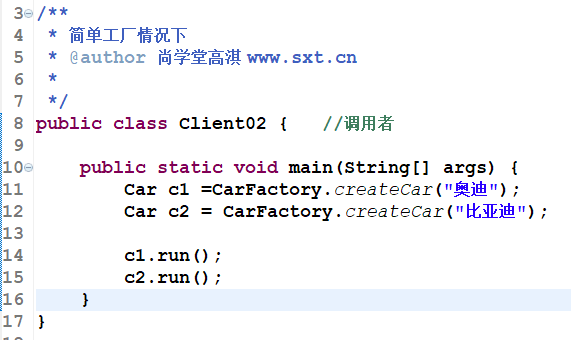 3 /**
4  * 简单工厂情况下
5  * @author 尚学堂高淇 www.sxt.cn
6  *
7  */
8 public class Client02 {   //调用者
9
10     public static void main(String[] args) {
11         Car c1 =CarFactory.createCar("奥迪");
12         Car c2 = CarFactory.createCar("比亚迪");
13
14         c1.run();
15         c2.run();
16     }
17 }